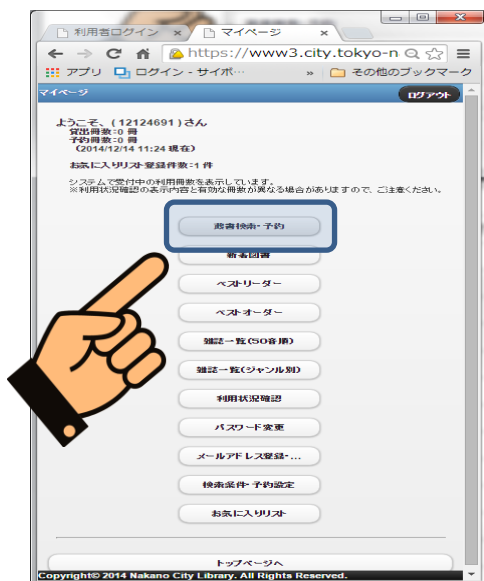 利用者ログイン
マイページ
https://www3.city.tokyo-n
アプリ
ログイン - サイボ…
»
その他のブックマーク
マイページ
ログアウト
ようこそ、(12124691)さん
貸出冊数:0 冊
予約冊数:0 冊
(2014/12/14 11:24 現在)
お気に入りリスト登録件数:1 件
システムで受付中の利用冊数を表示しています。
※利用状況確認の表示内容と有効な冊数が異なる場合がありますので、ご注意ください。
蔵書検索・予約
新着図書
ベストリーダー
ベストオーダー
雑誌一覧(50音順)
雑誌一覧(ジャンル別)
利用状況確認
パスワード変更
メールアドレス登録・...
検索条件・予約設定
お気に入りリスト
トップページへ
Copyright© 2014 Nakano City Library. All Rights Reserved.